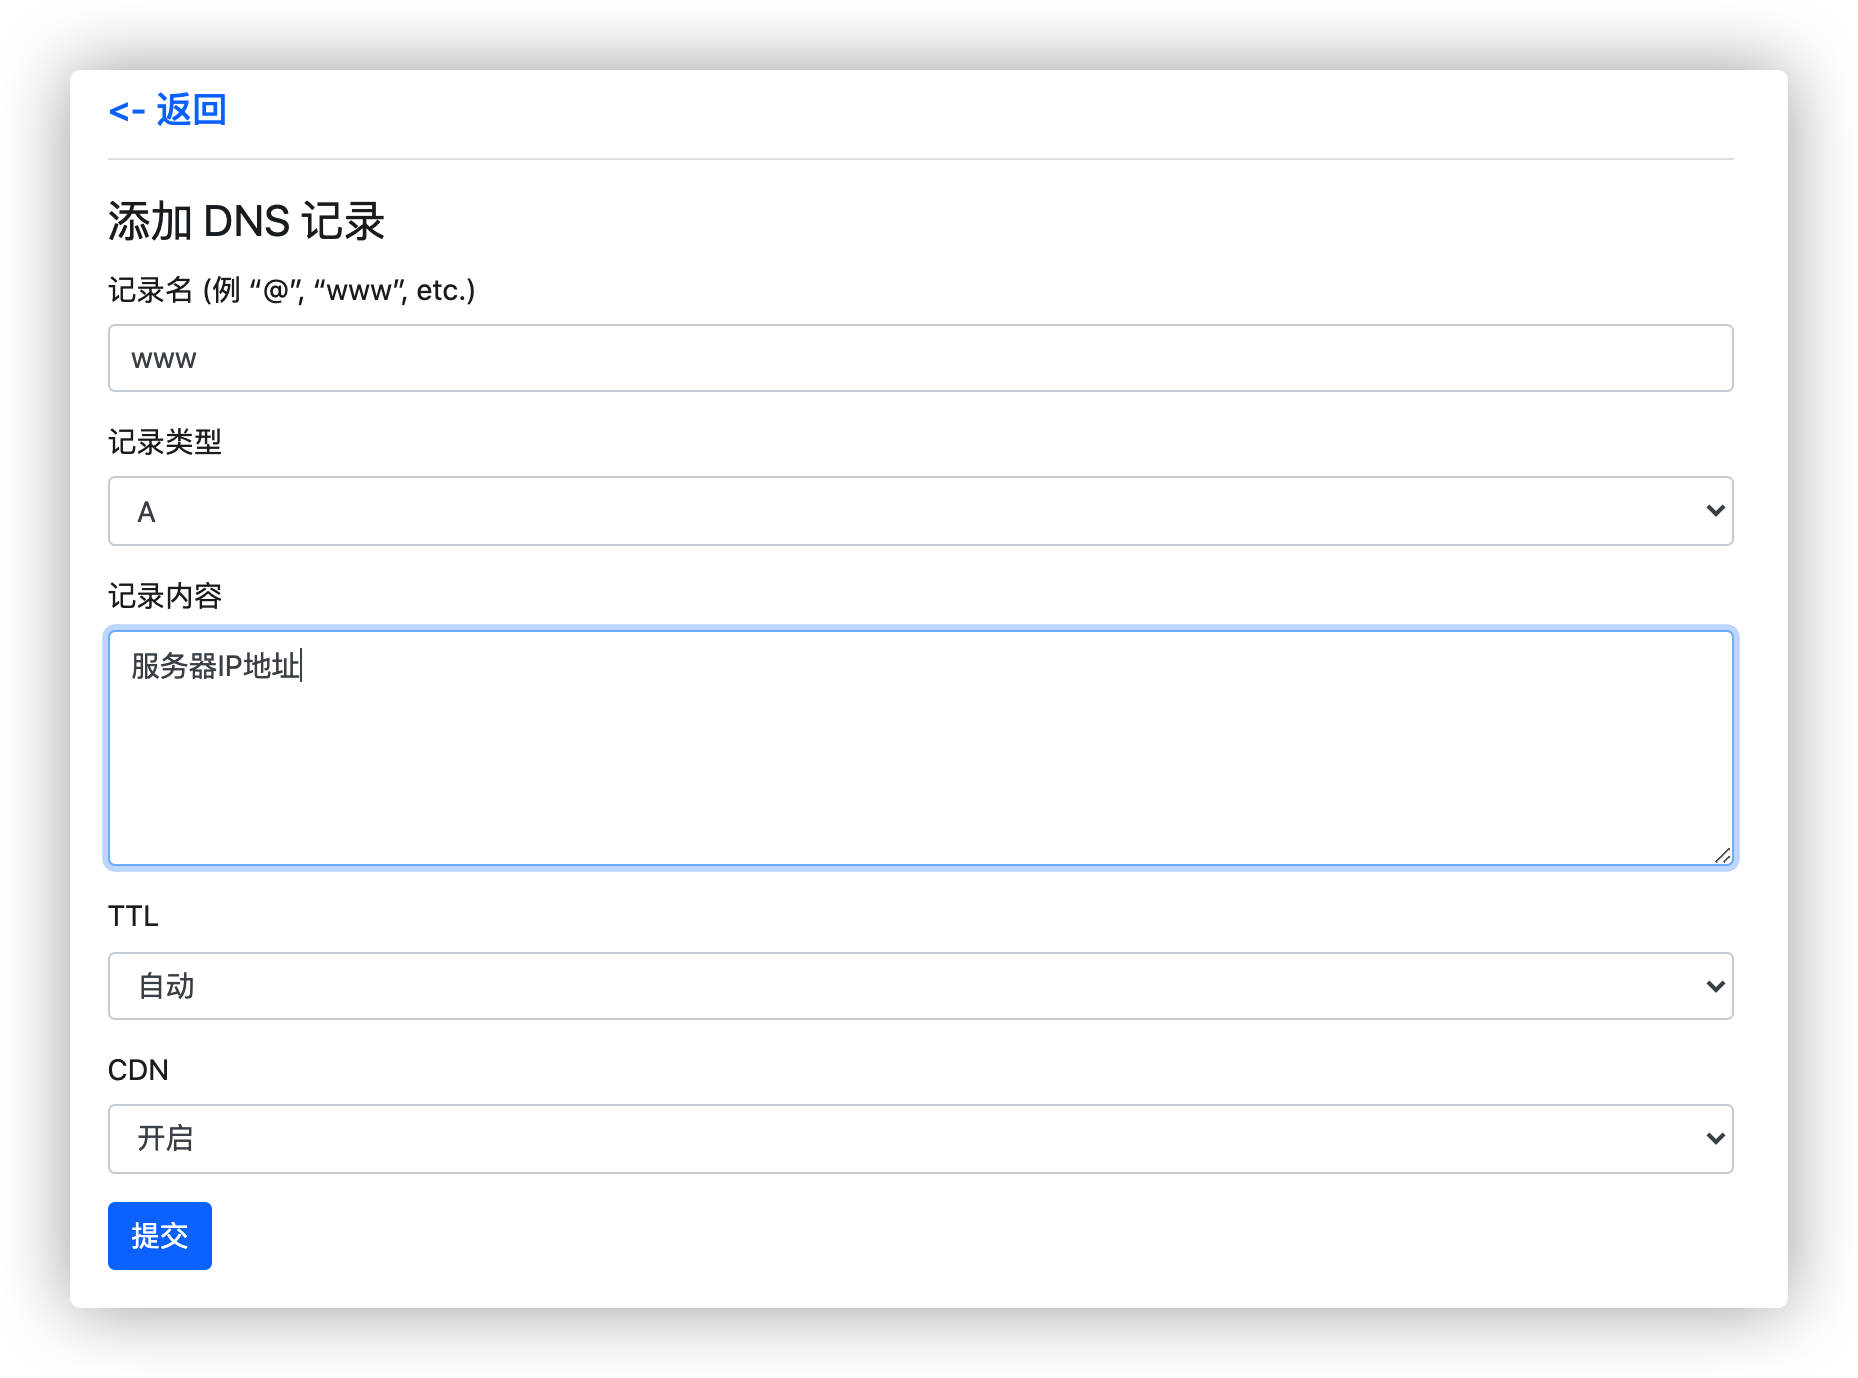 <- 返回
添加 DNS 记录
记录名 (例 “@”, “www”, etc.)
www
记录类型
A
记录内容
服务器IP地址
TTL
自动
CDN
开启
提交